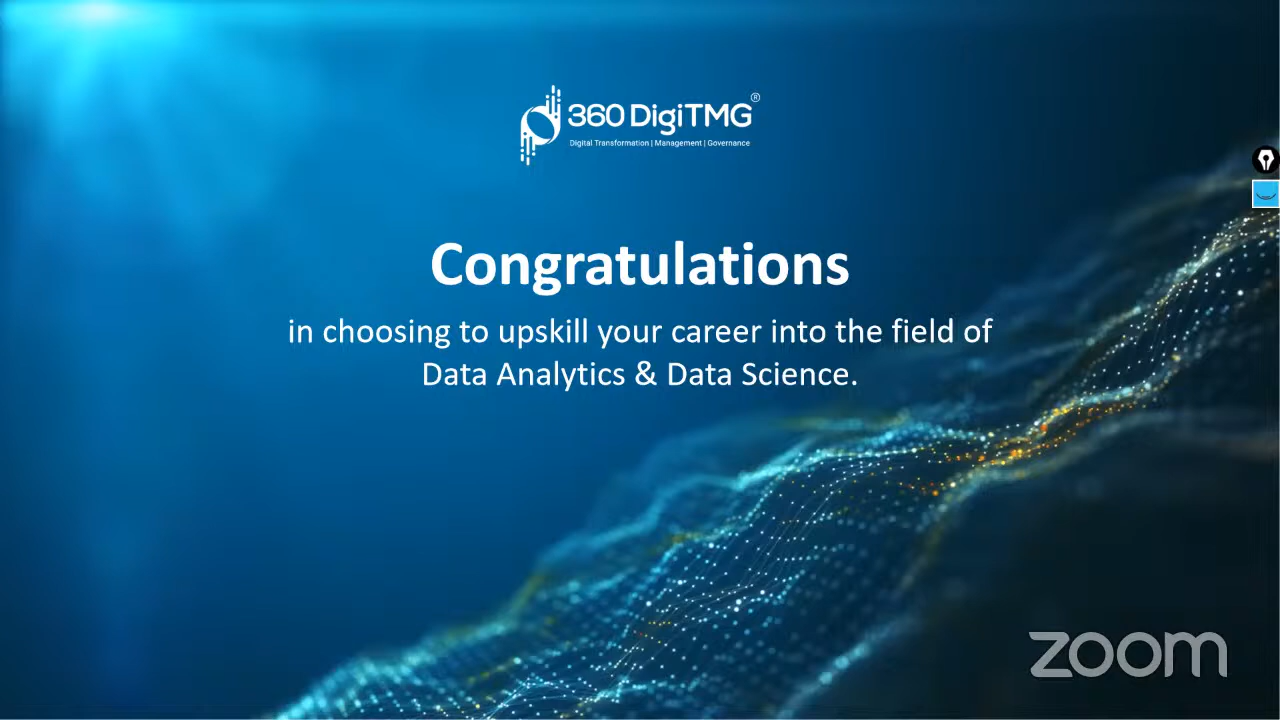 360 DigiTMG®
Digital Transformation | Management | Governance
Congratulations
in choosing to upskill your career into the field of
Data Analytics & Data Science.
zoom